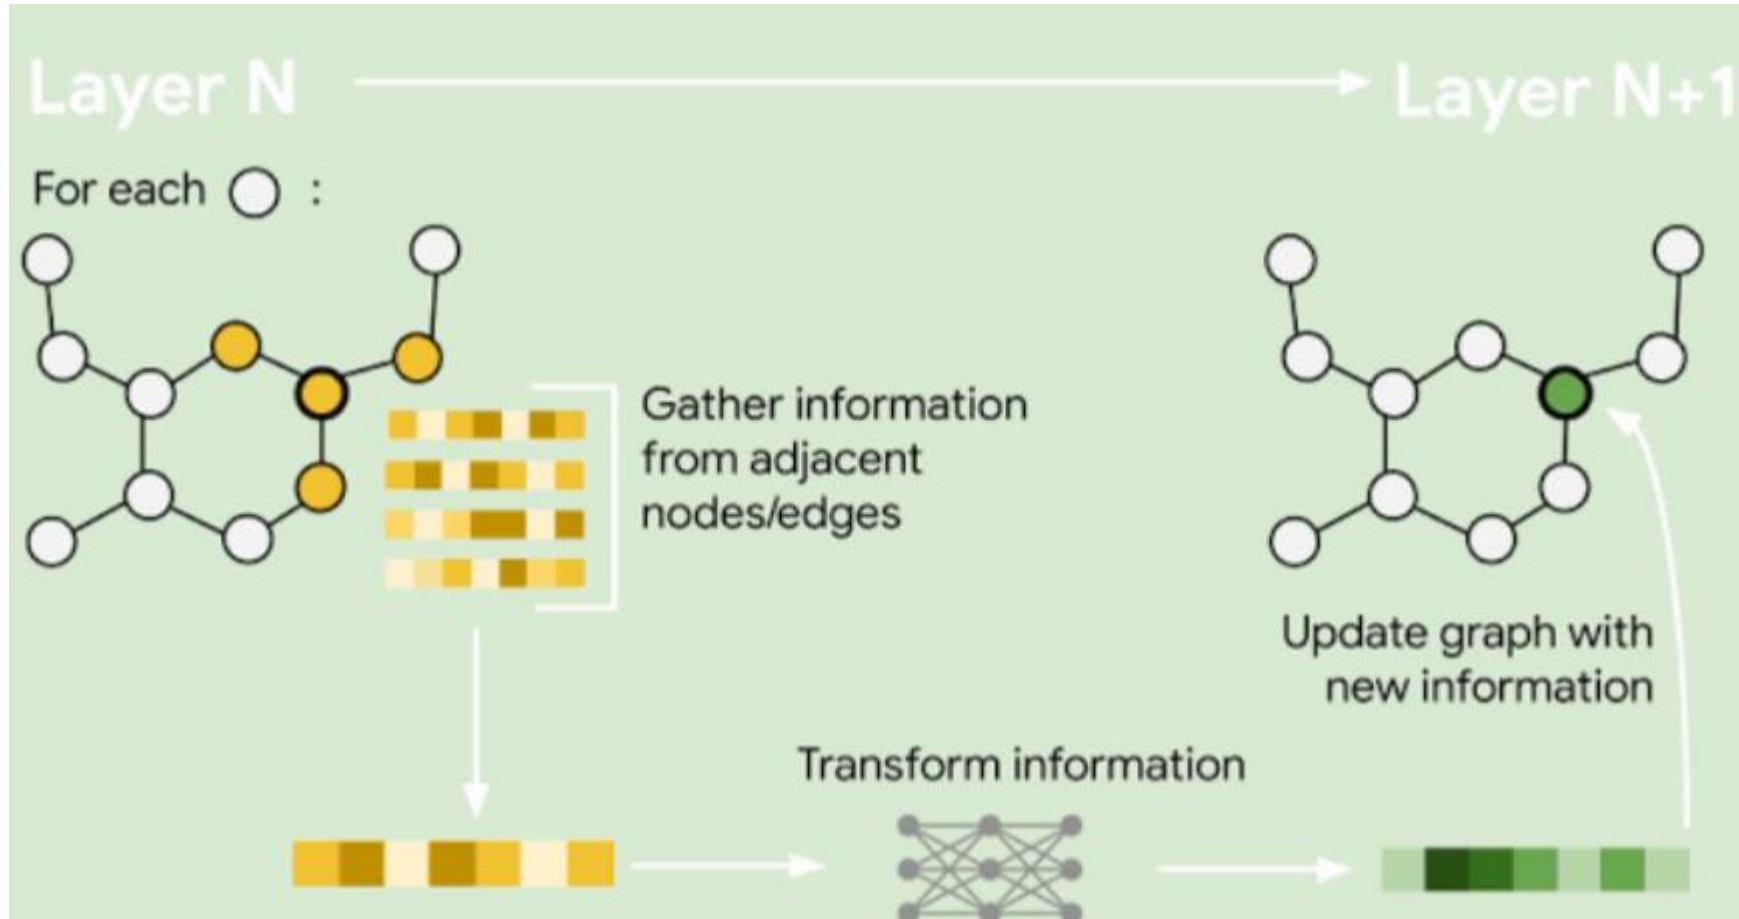 Layer N
Layer N+1
For each :
Gather information
from adjacent
nodes/edges
Update graph with
new information
Transform information